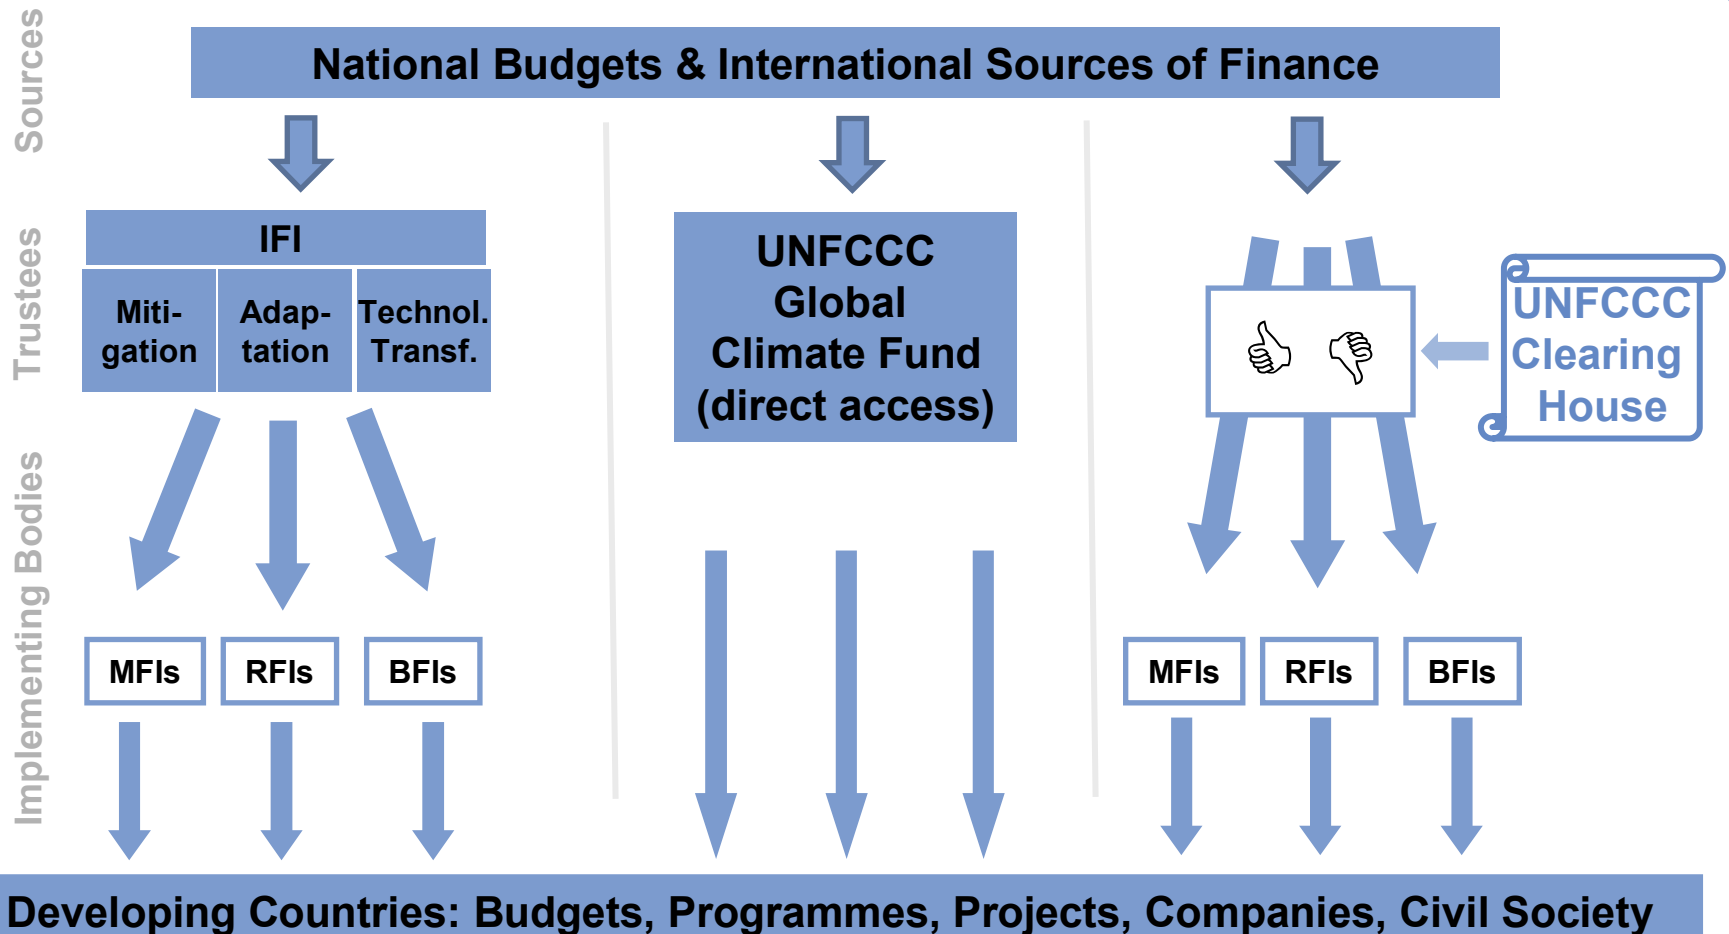 Sources
National Budgets & International Sources of Finance
Trustees
IFI
Miti-
gation
Adap-
tation
Technol.
Transf.
UNFCCC
Global
Climate Fund
(direct access)
UNFCCC
Clearing
House
Implementing Bodies
MFIs
RFIs
BFIs
MFIs
RFIs
BFIs
Developing Countries: Budgets, Programmes, Projects, Companies, Civil Society